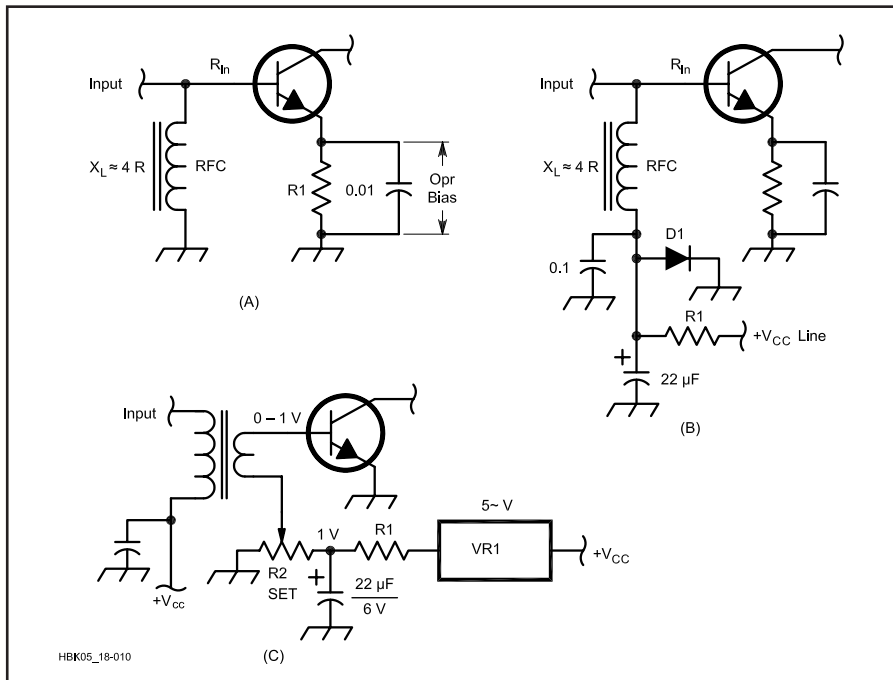 Input
R_In
X_L ≈ 4 R
RFC
R1
0.01
Opr
Bias
(A)
Input
R_In
X_L ≈ 4 R
RFC
0.1
D1
R1
+V_CC Line
+
22 µF
(B)
Input
0 – 1 V
5~ V
1 V
R1
VR1
+V_CC
R2
SET
+
22 µF
6 V
+V_cc
(C)
HBK05_18-010